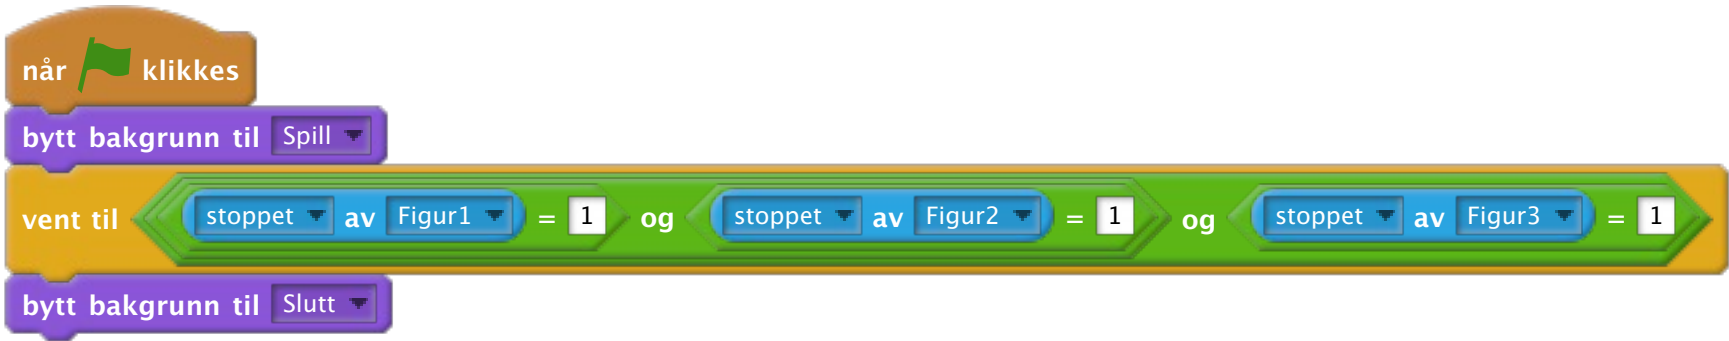 når klikkes
bytt bakgrunn til Spill
vent til stoppet av Figur1 = 1 og stoppet av Figur2 = 1 og stoppet av Figur3 = 1
bytt bakgrunn til Slutt